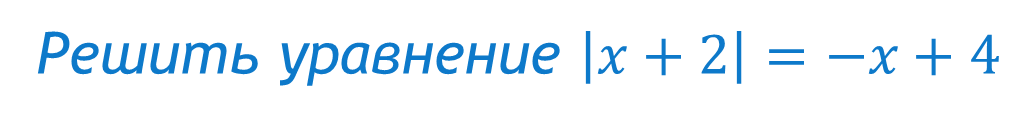 Решить уравнение |x + 2| = −x + 4